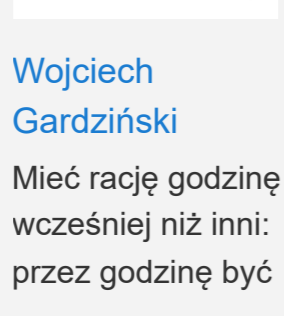 Wojciech
Gardziński
Mieć rację godzinę
wcześniej niż inni:
przez godzinę być